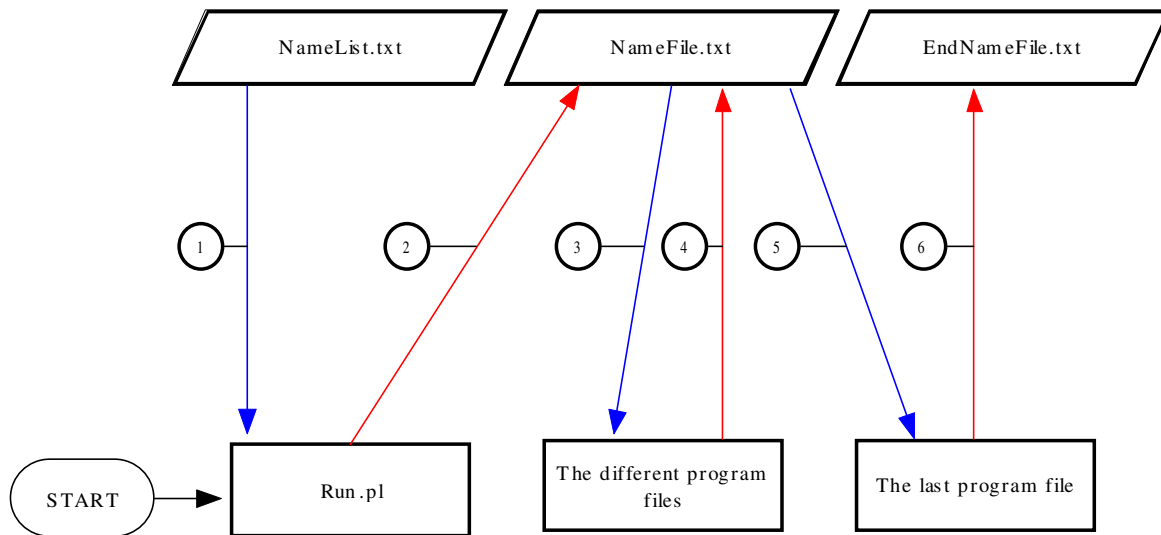 NameList.txt
NameFile.txt
EndNameFile.txt
1
2
3
4
5
6
START
Run.pl
The different program
files
The last program file